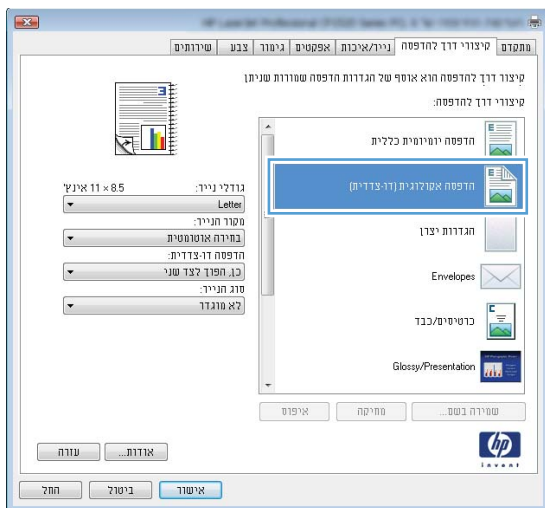 מתקדם קיצורי דרך להדפסה נייר/איכות אפקטים גימור צבע שירותים
קיצור דרך להדפסה הוא אוסף של הגדרות הדפסה שמורות שניתן
קיצורי דרך להדפסה:
הדפסה יומיומית כללית
הדפסה אקולוגית (דו-צדדית)
הגדרות יצרן
Envelopes
כרטיסים/כבד
Glossy/Presentation
שמירה בשם... מחיקה איפוס
3
גודלי נייר: 8.5 × 11 אינץ'
Letter
מקור הנייר:
בחירה אוטומטית
הדפסה דו-צדדית:
כן, הפוך לצד שני
סוג הנייר:
לא מוגדר
hp
invent
אודות... עזרה
אישור ביטול החל